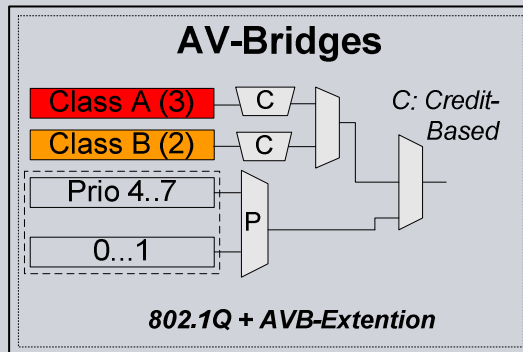 AV-Bridges
Class A (3)
C
C: Credit-
Based
Class B (2)
C
Prio 4..7
P
0...1
802.1Q + AVB-Extention